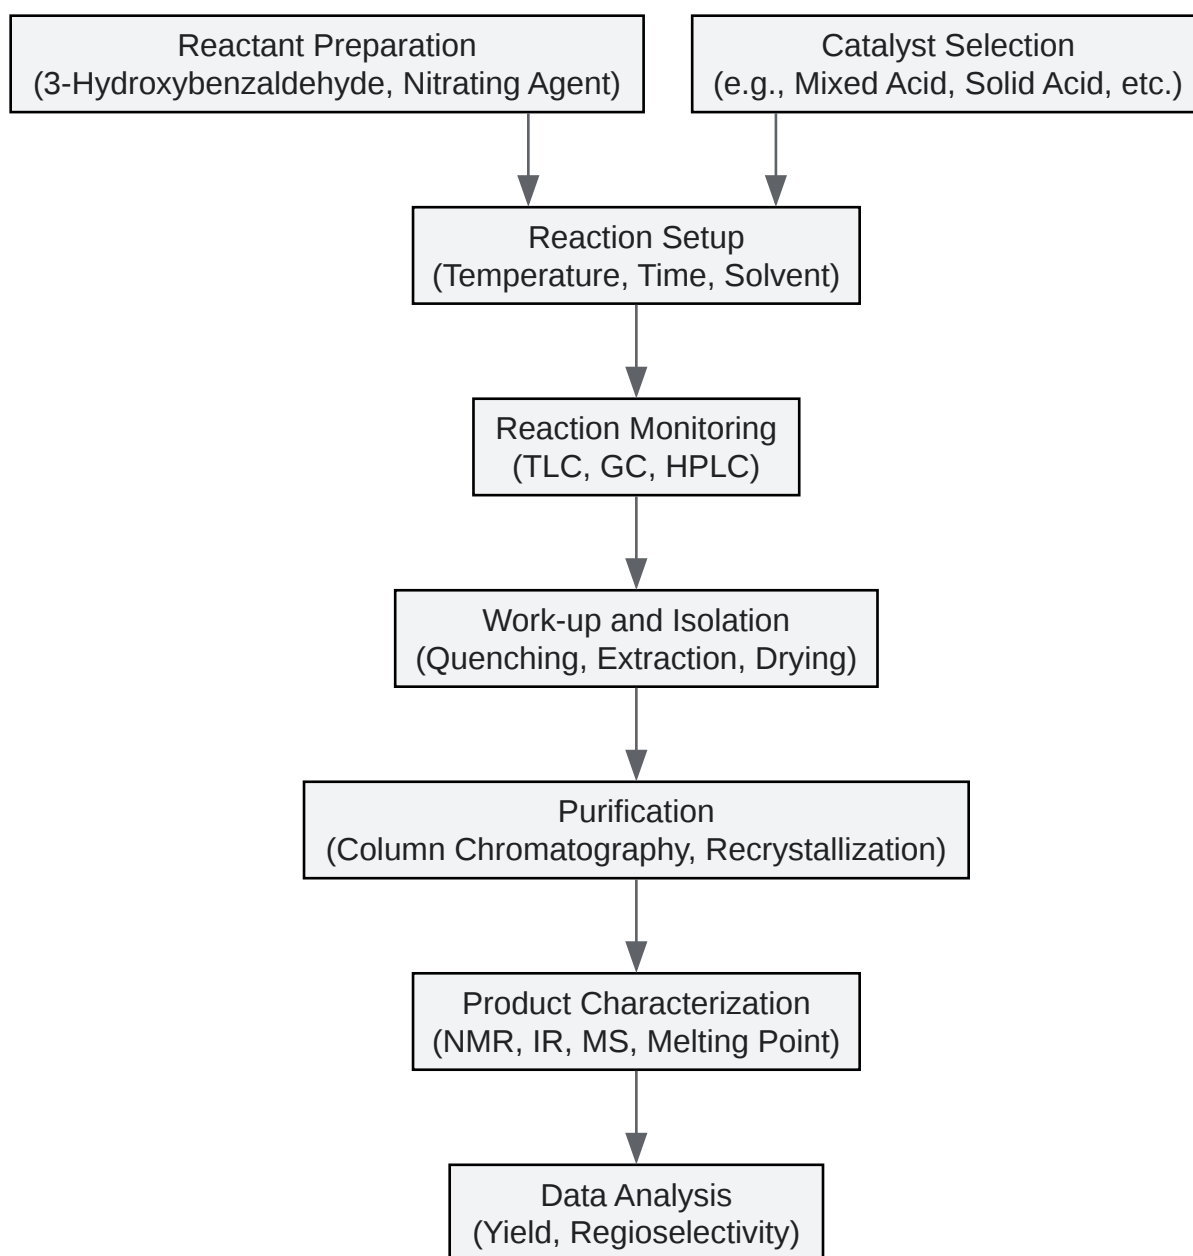 Reactant Preparation
(3-Hydroxybenzaldehyde, Nitrating Agent)
Catalyst Selection
(e.g., Mixed Acid, Solid Acid, etc.)
Reaction Setup
(Temperature, Time, Solvent)
Reaction Monitoring
(TLC, GC, HPLC)
Work-up and Isolation
(Quenching, Extraction, Drying)
Purification
(Column Chromatography, Recrystallization)
Product Characterization
(NMR, IR, MS, Melting Point)
Data Analysis
(Yield, Regioselectivity)